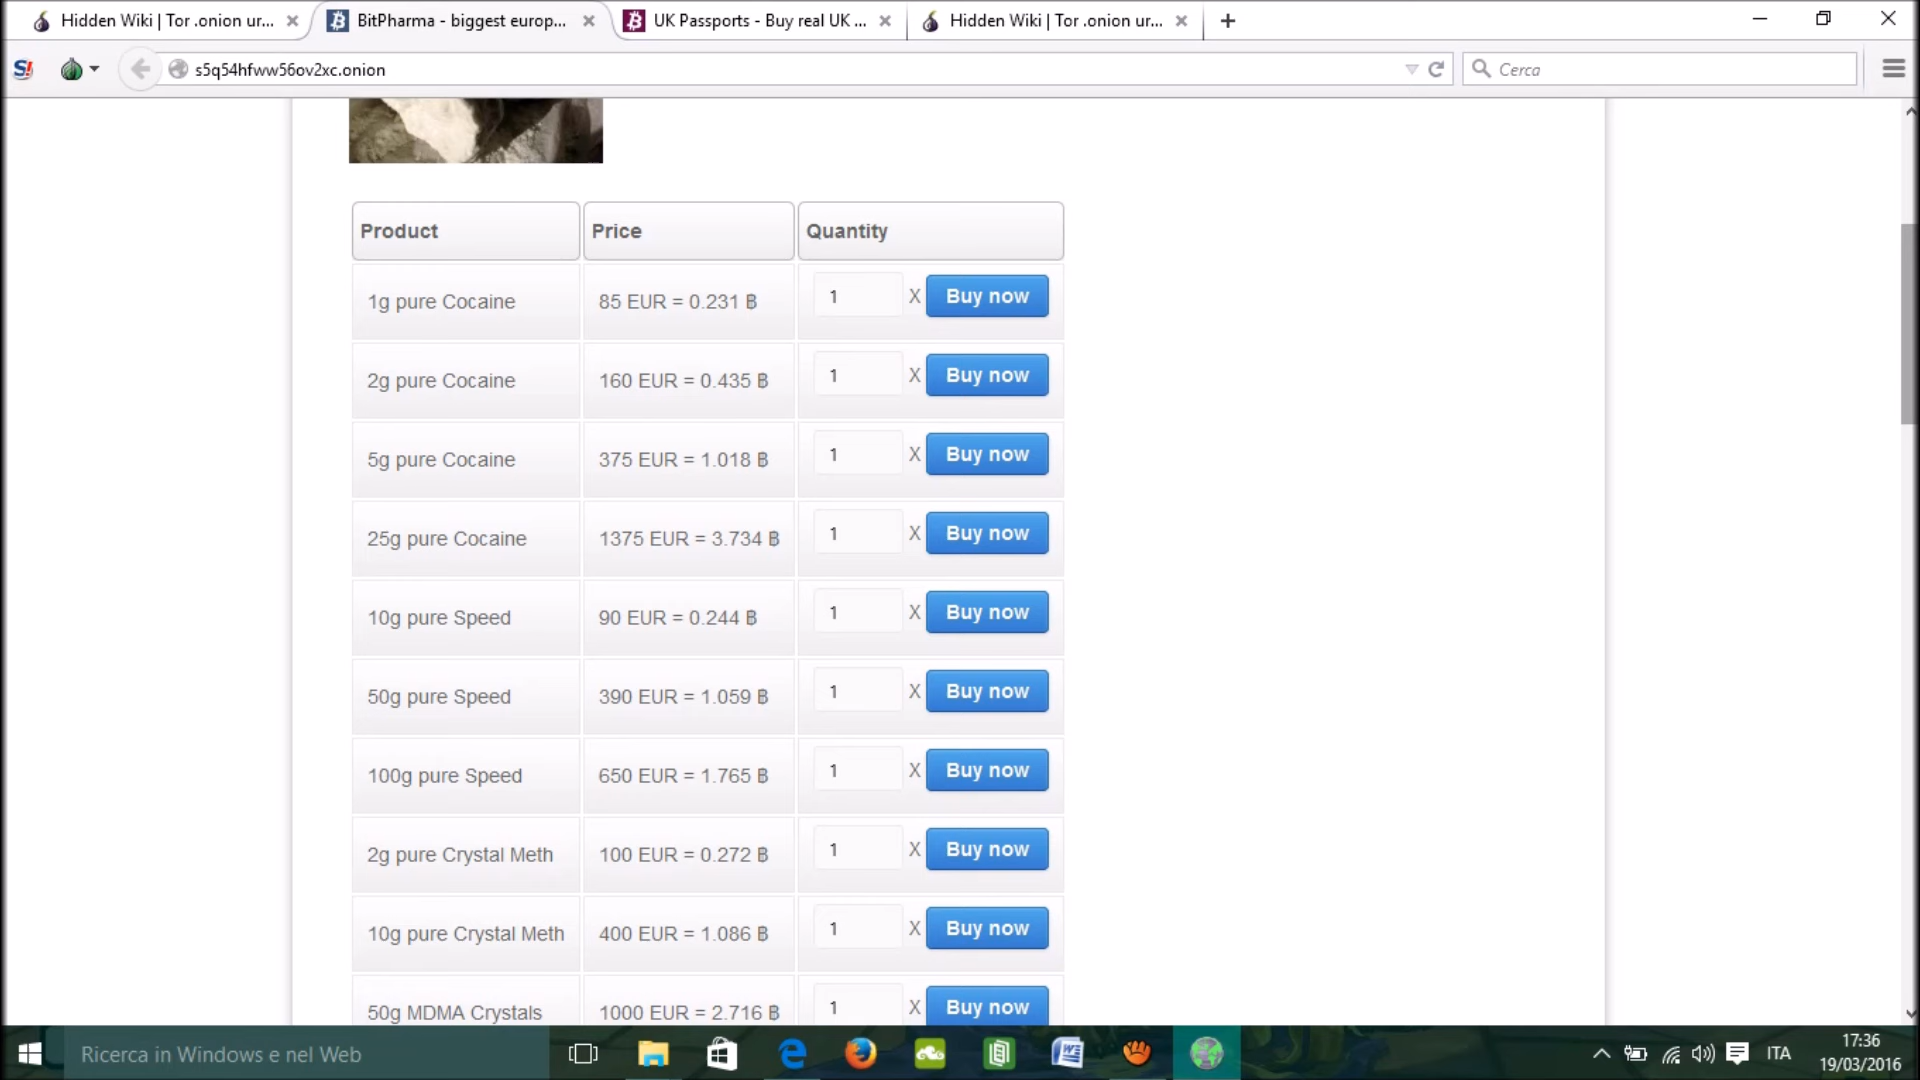 Hidden Wiki | Tor .onion ur...
BitPharma - biggest europ...
UK Passports - Buy real UK ...
Hidden Wiki | Tor .onion ur...
S!
s5q54hfww56ov2xc.onion
Cerca
Product Price Quantity
1g pure Cocaine 85 EUR = 0.231 ฿ 1 X Buy now
2g pure Cocaine 160 EUR = 0.435 ฿ 1 X Buy now
5g pure Cocaine 375 EUR = 1.018 ฿ 1 X Buy now
25g pure Cocaine 1375 EUR = 3.734 ฿ 1 X Buy now
10g pure Speed 90 EUR = 0.244 ฿ 1 X Buy now
50g pure Speed 390 EUR = 1.059 ฿ 1 X Buy now
100g pure Speed 650 EUR = 1.765 ฿ 1 X Buy now
2g pure Crystal Meth 100 EUR = 0.272 ฿ 1 X Buy now
10g pure Crystal Meth 400 EUR = 1.086 ฿ 1 X Buy now
50g MDMA Crystals 1000 EUR = 2.716 ฿ 1 X Buy now
Ricerca in Windows e nel Web
ITA
17:36
19/03/2016